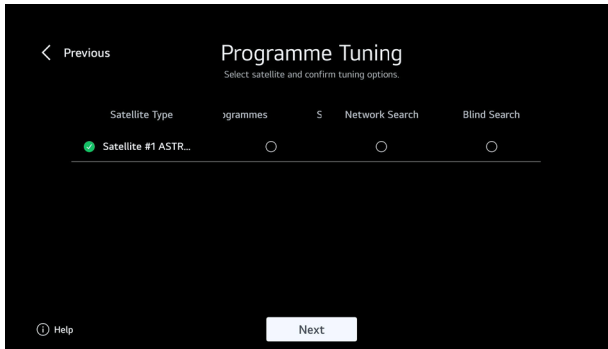 Previous
Programme Tuning
Select satellite and confirm tuning options.
Satellite Type ogrammes S Network Search Blind Search
Satellite #1 ASTR...
Help
Next